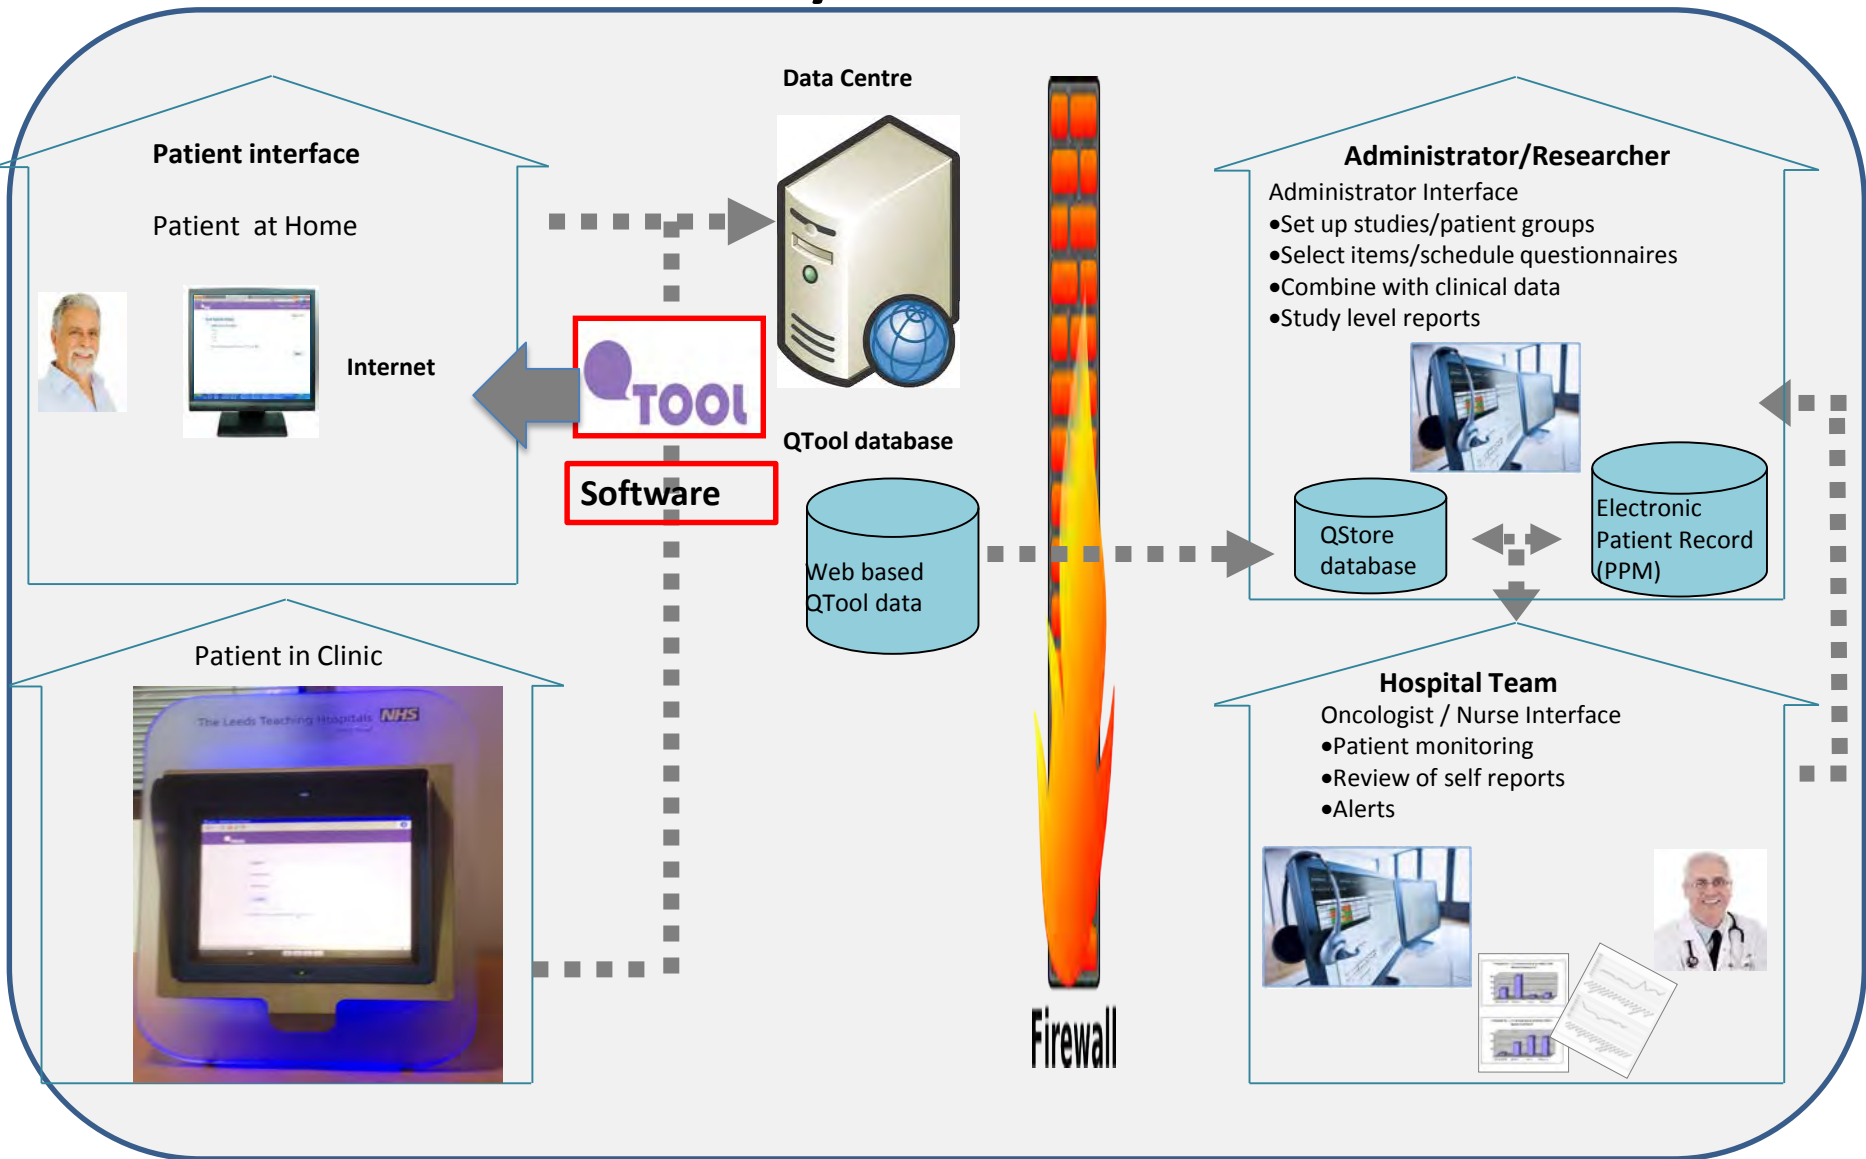 Data Centre
Patient interface
Patient at Home
Internet
TOOL
Software
QTool database
Web based
QTool data
Patient in Clinic
The Leeds Teaching Hospitals NHS
Firewall
Administrator/Researcher
Administrator Interface
•Set up studies/patient groups
•Select items/schedule questionnaires
•Combine with clinical data
•Study level reports
QStore
database
Electronic
Patient Record
(PPM)
Hospital Team
Oncologist / Nurse Interface
•Patient monitoring
•Review of self reports
•Alerts